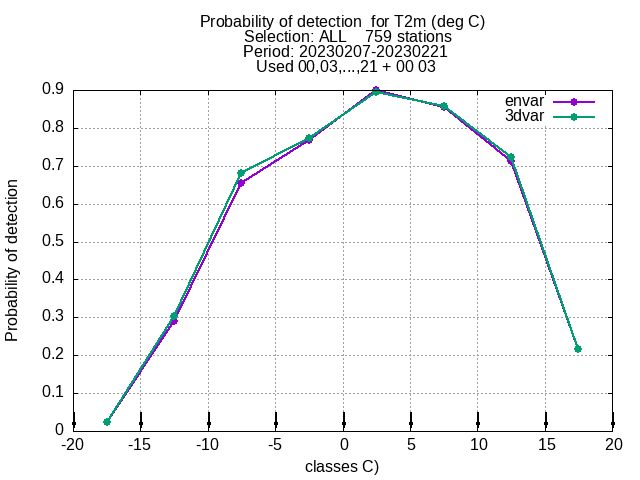 Probability of detection  for T2m (deg C)
Selection: ALL    759 stations
Period: 20230207-20230221
Used 00,03,...,21 + 00 03
envar
3dvar
Probability of detection
0.9
0.8
0.7
0.6
0.5
0.4
0.3
0.2
0.1
0
-20 -15 -10 -5 0 5 10 15 20
classes C)